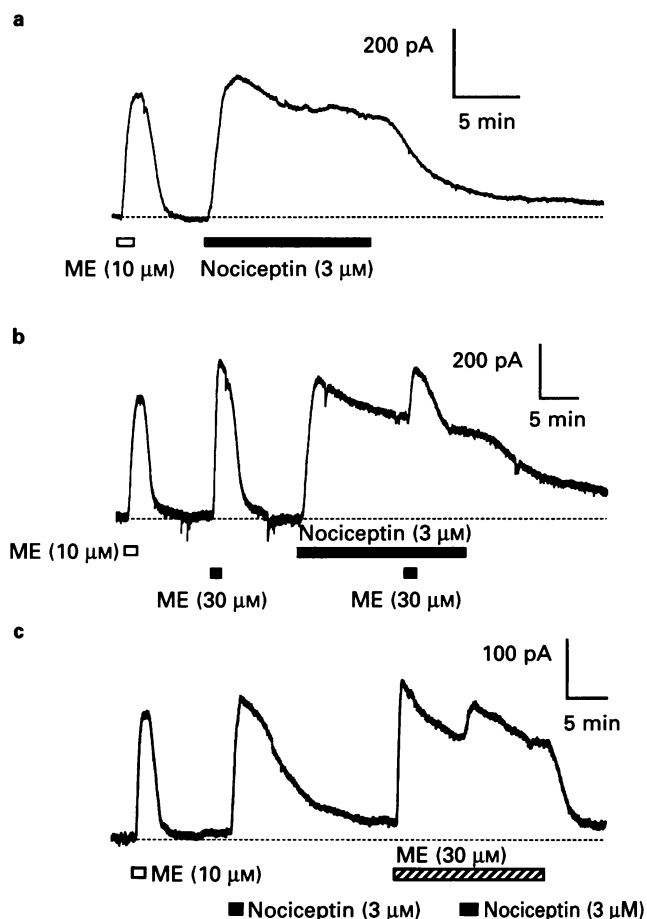 a
200 pA
5 min
ME (10 µM) Nociceptin (3 µM)
b
200 pA
5 min
Nociceptin (3 µM)
ME (10 µM)
ME (30 µM) ME (30 µM)
c
100 pA
5 min
ME (30 µM)
ME (10 µM)
Nociceptin (3 µM) Nociceptin (3 µM)